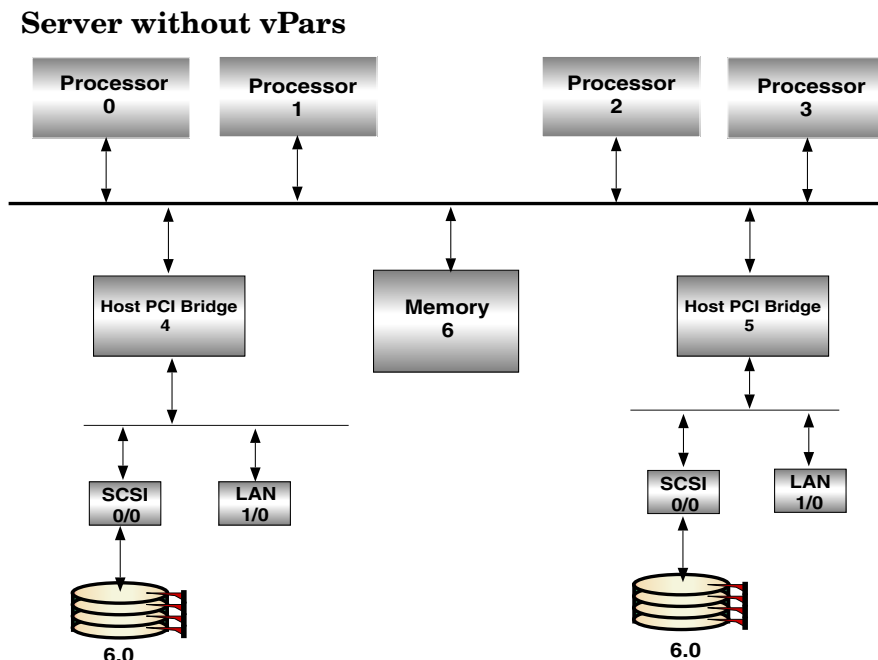 Server without vPars
Processor
0
Processor
1
Processor
2
Processor
3
Host PCI Bridge
4
Memory
6
Host PCI Bridge
5
SCSI
0/0
LAN
1/0
SCSI
0/0
LAN
1/0
6.0
6.0